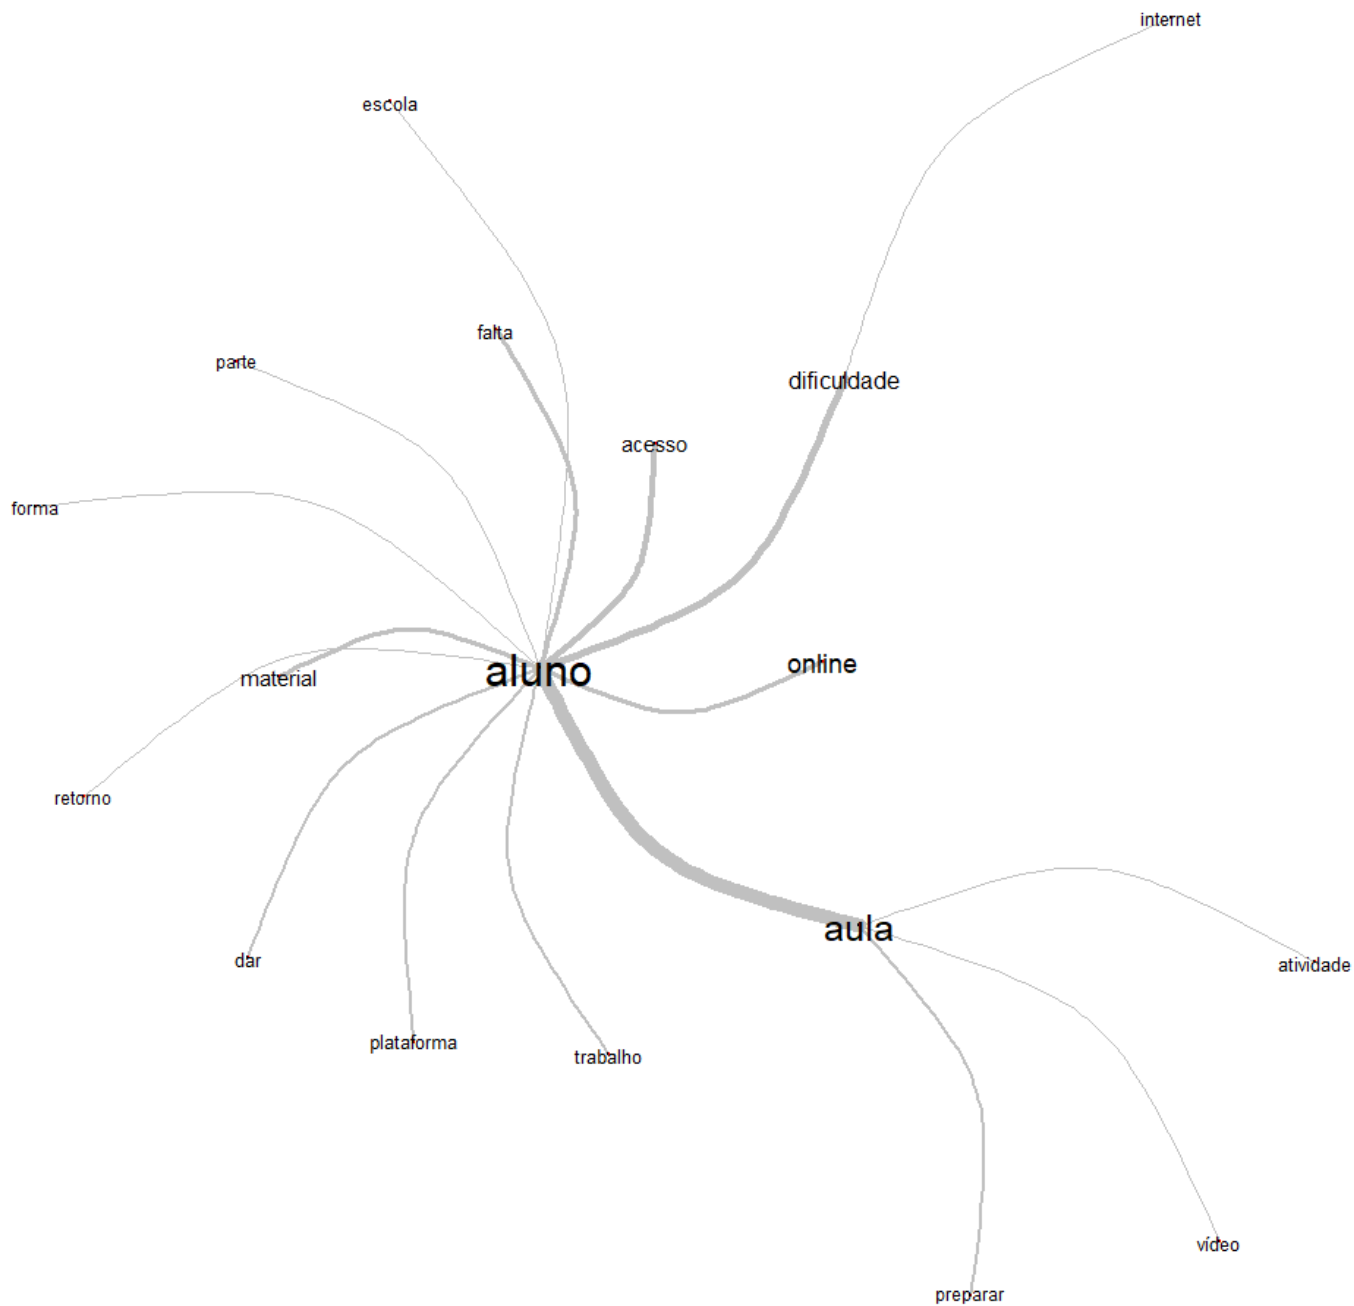 internet
escola
falta
parte
dificuldade
acesso
forma
online
aluno
material
retorno
aula
dar
atividade
plataforma
trabalho
vídeo
preparar